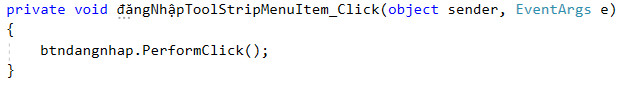 private void đăngNhậpToolStripMenuItem_Click(object sender, EventArgs e)
{
    btndangnhap.PerformClick();
}